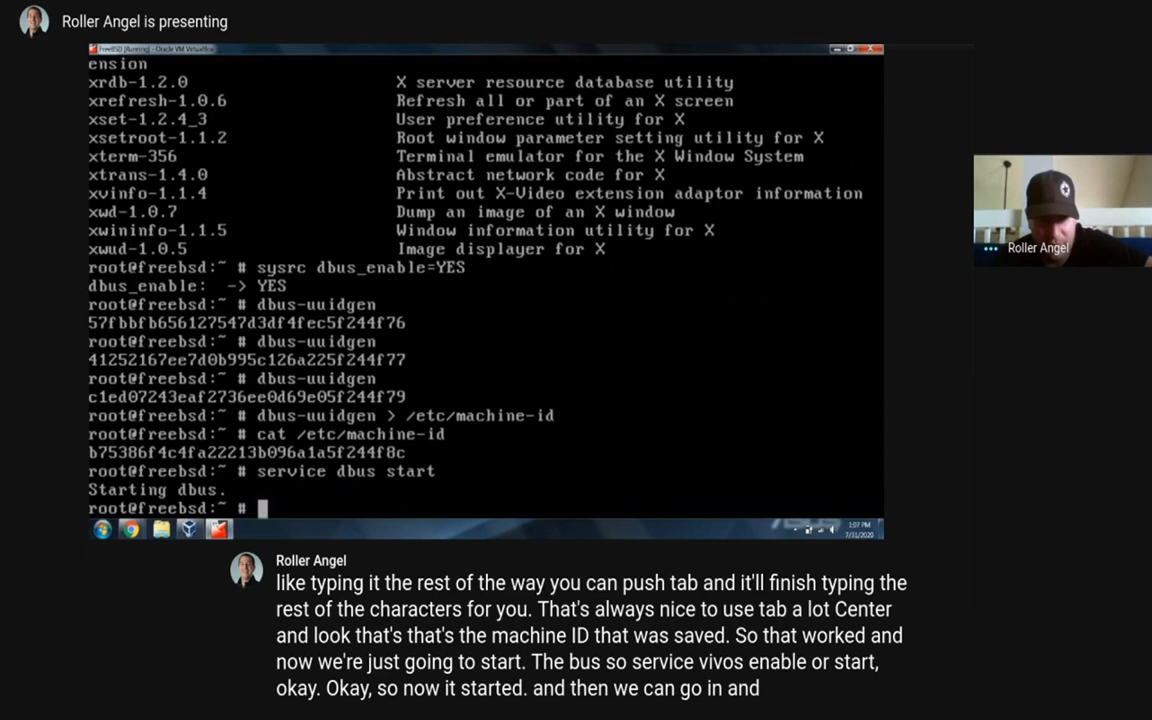 Roller Angel is presenting
FreeBSD [Running] - Oracle VM VirtualBox
ension
xrdb-1.2.0 X server resource database utility
xrefresh-1.0.6 Refresh all or part of an X screen
xset-1.2.4_3 User preference utility for X
xsetroot-1.1.2 Root window parameter setting utility for X
xterm-356 Terminal emulator for the X Window System
xtrans-1.4.0 Abstract network code for X
xvinfo-1.1.4 Print out X-Video extension adaptor information
xwd-1.0.7 Dump an image of an X window
xwininfo-1.1.5 Window information utility for X
xwud-1.0.5 Image displayer for X
root@freebsd:~ # sysrc dbus_enable=YES
dbus_enable: -> YES
root@freebsd:~ # dbus-uuidgen
57fbbfb656127547d3df4fec5f244f76
root@freebsd:~ # dbus-uuidgen
41252167ee7d0b995c126a225f244f77
root@freebsd:~ # dbus-uuidgen
c1ed07243eaf2736ee0d69e05f244f79
root@freebsd:~ # dbus-uuidgen > /etc/machine-id
root@freebsd:~ # cat /etc/machine-id
b75386f4c4fa22213b096a1a5f244f8c
root@freebsd:~ # service dbus start
Starting dbus.
root@freebsd:~ #
1:07 PM
7/31/2020
Roller Angel
Roller Angel
like typing it the rest of the way you can push tab and it'll finish typing the
rest of the characters for you. That's always nice to use tab a lot Center
and look that's that's the machine ID that was saved. So that worked and
now we're just going to start. The bus so service vivos enable or start,
okay. Okay, so now it started. and then we can go in and